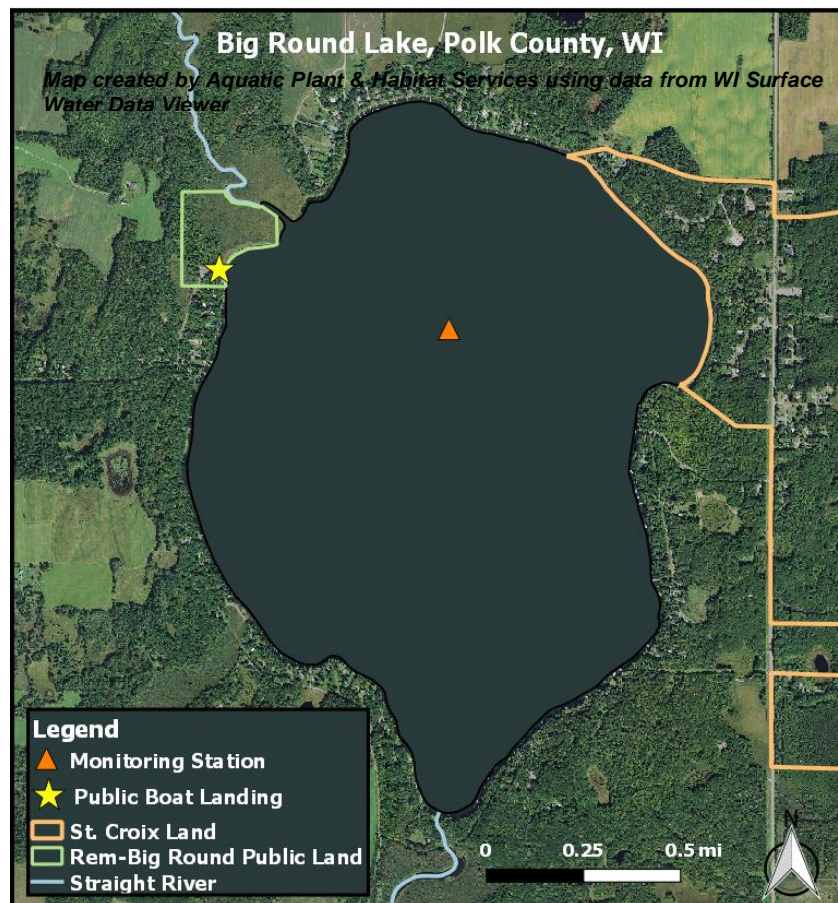 Big Round Lake, Polk County, WI
Map created by Aquatic Plant & Habitat Services using data from WI Surface
Water Data Viewer
Legend
Monitoring Station
Public Boat Landing
St. Croix Land
Rem-Big Round Public Land
Straight River
0 0.25 0.5 mi
N